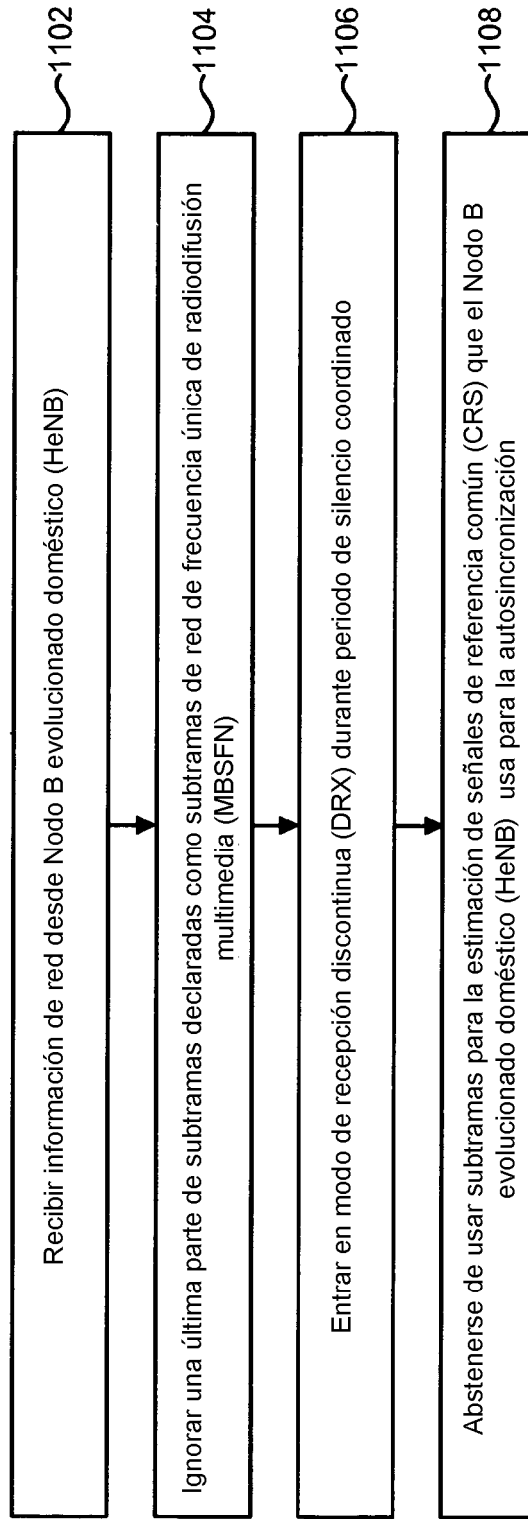 Recibir información de red desde Nodo B evolucionado doméstico (HeNB)
1102
Ignorar una última parte de subtramas declaradas como subtramas de red de frecuencia única de radiodifusión
multimedia (MBSFN)
1104
Entrar en modo de recepción discontinua (DRX) durante periodo de silencio coordinado
1106
Abstenerse de usar subtramas para la estimación de señales de referencia común (CRS) que el Nodo B
evolucionado doméstico (HeNB) usa para la autosincronización
1108